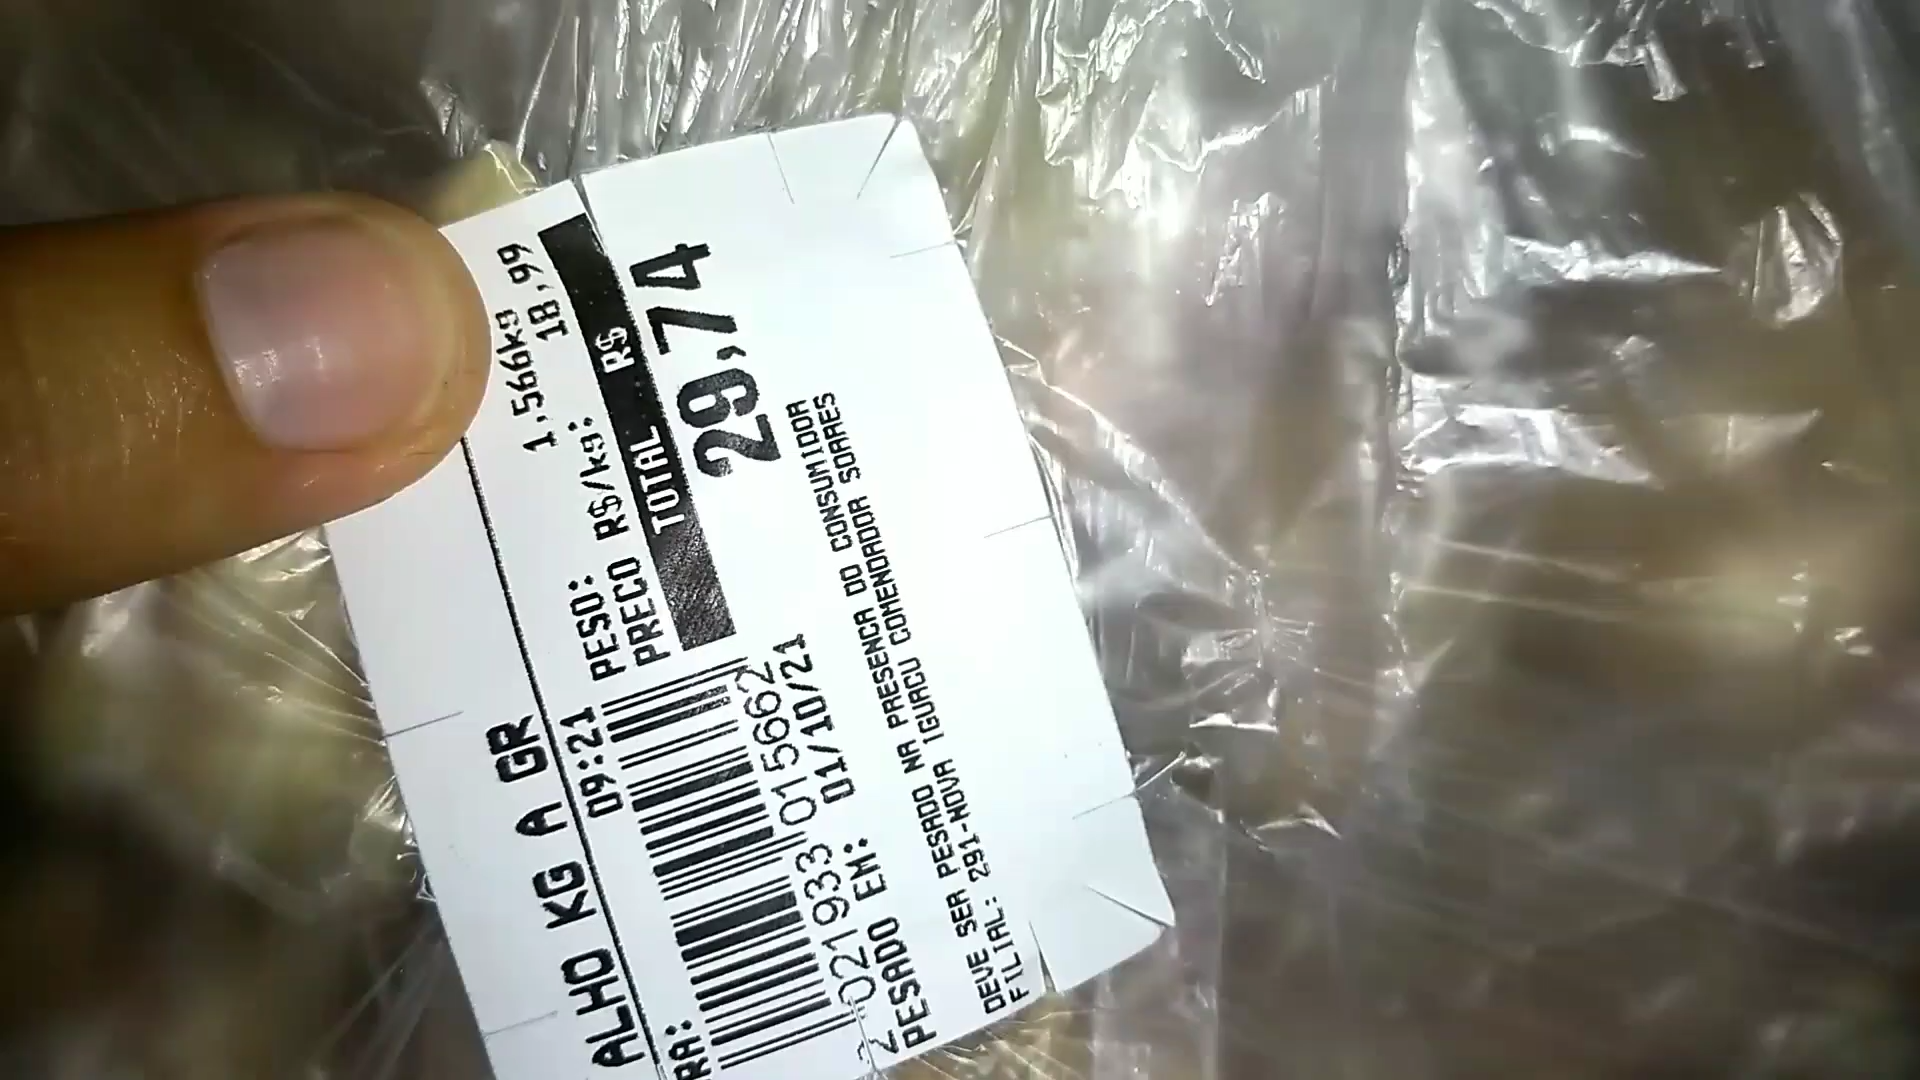 ALHO KG A GR
09:21
PESO: 1,566kg
PRECO R$/kg: 18,99
TOTAL R$
29,74
RA:
2 021933 015662
PESADO EM: 01/10/21
DEVE SER PESADO NA PRESENCA DO CONSUMIDOR
FILIAL: 291-NOVA IGUACU COMENDADOR SOARES